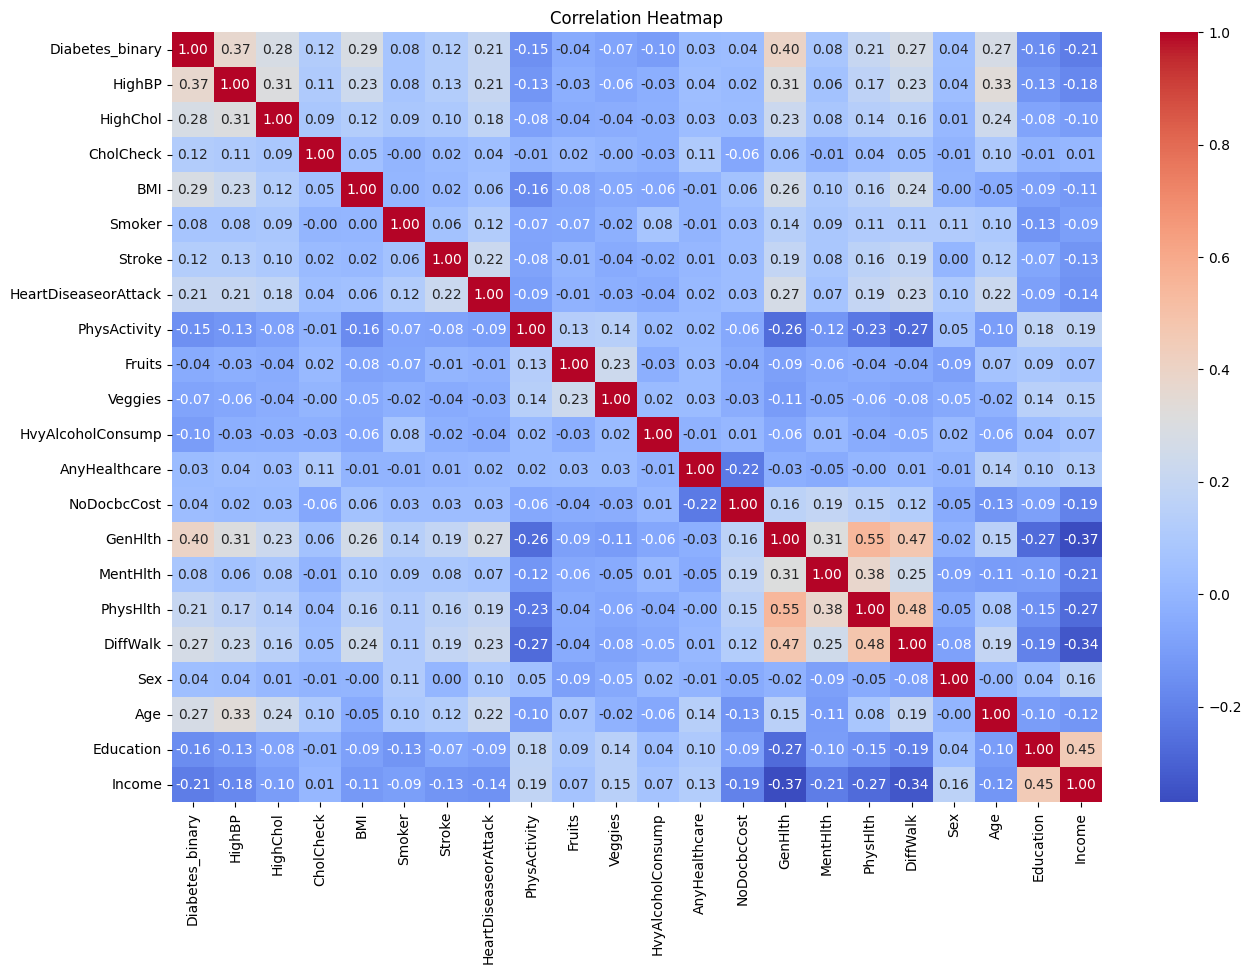 Correlation Heatmap
Diabetes_binary 1.00 0.37 0.28 0.12 0.29 0.08 0.12 0.21 -0.15 -0.04 -0.07 -0.10 0.03 0.04 0.40 0.08 0.21 0.27 0.04 0.27 -0.16 -0.21
HighBP 0.37 1.00 0.31 0.11 0.23 0.08 0.13 0.21 -0.13 -0.03 -0.06 -0.03 0.04 0.02 0.31 0.06 0.17 0.23 0.04 0.33 -0.13 -0.18
HighChol 0.28 0.31 1.00 0.09 0.12 0.09 0.10 0.18 -0.08 -0.04 -0.04 -0.03 0.03 0.03 0.23 0.08 0.14 0.16 0.01 0.24 -0.08 -0.10
CholCheck 0.12 0.11 0.09 1.00 0.05 -0.00 0.02 0.04 -0.01 0.02 -0.00 -0.03 0.11 -0.06 0.06 -0.01 0.04 0.05 -0.01 0.10 -0.01 0.01
BMI 0.29 0.23 0.12 0.05 1.00 0.00 0.02 0.06 -0.16 -0.08 -0.05 -0.06 -0.01 0.06 0.26 0.10 0.16 0.24 -0.00 -0.05 -0.09 -0.11
Smoker 0.08 0.08 0.09 -0.00 0.00 1.00 0.06 0.12 -0.07 -0.07 -0.02 0.08 -0.01 0.03 0.14 0.09 0.11 0.11 0.11 0.10 -0.13 -0.09
Stroke 0.12 0.13 0.10 0.02 0.02 0.06 1.00 0.22 -0.08 -0.01 -0.04 -0.02 0.01 0.03 0.19 0.08 0.16 0.19 0.00 0.12 -0.07 -0.13
HeartDiseaseorAttack 0.21 0.21 0.18 0.04 0.06 0.12 0.22 1.00 -0.09 -0.01 -0.03 -0.04 0.02 0.03 0.27 0.07 0.19 0.23 0.10 0.22 -0.09 -0.14
PhysActivity -0.15 -0.13 -0.08 -0.01 -0.16 -0.07 -0.08 -0.09 1.00 0.13 0.14 0.02 0.02 -0.06 -0.26 -0.12 -0.23 -0.27 0.05 -0.10 0.18 0.19
Fruits -0.04 -0.03 -0.04 0.02 -0.08 -0.07 -0.01 -0.01 0.13 1.00 0.23 -0.03 0.03 -0.04 -0.09 -0.06 -0.04 -0.04 -0.09 0.07 0.09 0.07
Veggies -0.07 -0.06 -0.04 -0.00 -0.05 -0.02 -0.04 -0.03 0.14 0.23 1.00 0.02 0.03 -0.03 -0.11 -0.05 -0.06 -0.08 -0.05 -0.02 0.14 0.15
HvyAlcoholConsump -0.10 -0.03 -0.03 -0.03 -0.06 0.08 -0.02 -0.04 0.02 -0.03 0.02 1.00 -0.01 0.01 -0.06 0.01 -0.04 -0.05 0.02 -0.06 0.04 0.07
AnyHealthcare 0.03 0.04 0.03 0.11 -0.01 -0.01 0.01 0.02 0.02 0.03 0.03 -0.01 1.00 -0.22 -0.03 -0.05 -0.00 0.01 -0.01 0.14 0.10 0.13
NoDocbcCost 0.04 0.02 0.03 -0.06 0.06 0.03 0.03 0.03 -0.06 -0.04 -0.03 0.01 -0.22 1.00 0.16 0.19 0.15 0.12 -0.05 -0.13 -0.09 -0.19
GenHlth 0.40 0.31 0.23 0.06 0.26 0.14 0.19 0.27 -0.26 -0.09 -0.11 -0.06 -0.03 0.16 1.00 0.31 0.55 0.47 -0.02 0.15 -0.27 -0.37
MentHlth 0.08 0.06 0.08 -0.01 0.10 0.09 0.08 0.07 -0.12 -0.06 -0.05 0.01 -0.05 0.19 0.31 1.00 0.38 0.25 -0.09 -0.11 -0.10 -0.21
PhysHlth 0.21 0.17 0.14 0.04 0.16 0.11 0.16 0.19 -0.23 -0.04 -0.06 -0.04 -0.00 0.15 0.55 0.38 1.00 0.48 -0.05 0.08 -0.15 -0.27
DiffWalk 0.27 0.23 0.16 0.05 0.24 0.11 0.19 0.23 -0.27 -0.04 -0.08 -0.05 0.01 0.12 0.47 0.25 0.48 1.00 -0.08 0.19 -0.19 -0.34
Sex 0.04 0.04 0.01 -0.01 -0.00 0.11 0.00 0.10 0.05 -0.09 -0.05 0.02 -0.01 -0.05 -0.02 -0.09 -0.05 -0.08 1.00 -0.00 0.04 0.16
Age 0.27 0.33 0.24 0.10 -0.05 0.10 0.12 0.22 -0.10 0.07 -0.02 -0.06 0.14 -0.13 0.15 -0.11 0.08 0.19 -0.00 1.00 -0.10 -0.12
Education -0.16 -0.13 -0.08 -0.01 -0.09 -0.13 -0.07 -0.09 0.18 0.09 0.14 0.04 0.10 -0.09 -0.27 -0.10 -0.15 -0.19 0.04 -0.10 1.00 0.45
Income -0.21 -0.18 -0.10 0.01 -0.11 -0.09 -0.13 -0.14 0.19 0.07 0.15 0.07 0.13 -0.19 -0.37 -0.21 -0.27 -0.34 0.16 -0.12 0.45 1.00
Diabetes_binary
HighBP
HighChol
CholCheck
BMI
Smoker
Stroke
HeartDiseaseorAttack
PhysActivity
Fruits
Veggies
HvyAlcoholConsump
AnyHealthcare
NoDocbcCost
GenHlth
MentHlth
PhysHlth
DiffWalk
Sex
Age
Education
Income
1.0
0.8
0.6
0.4
0.2
0.0
−0.2